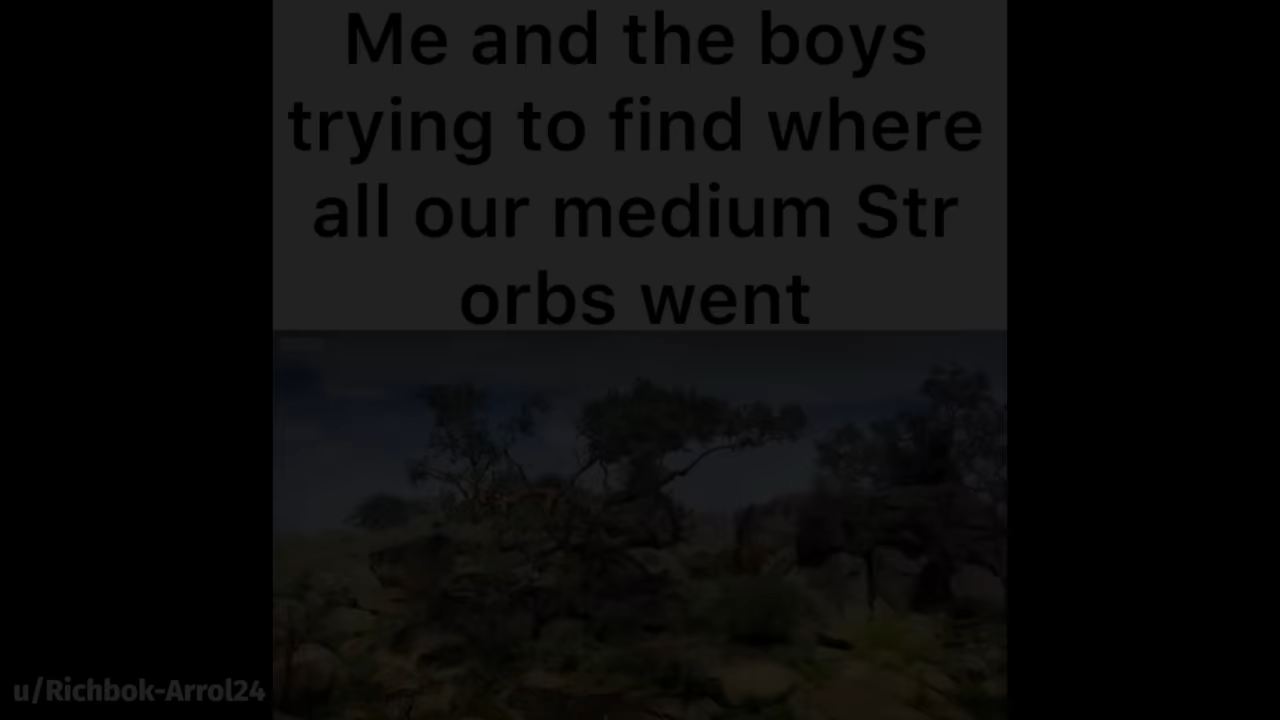 Me and the boys
trying to find where
all our medium Str
orbs went
u/Richbok-Arrol24